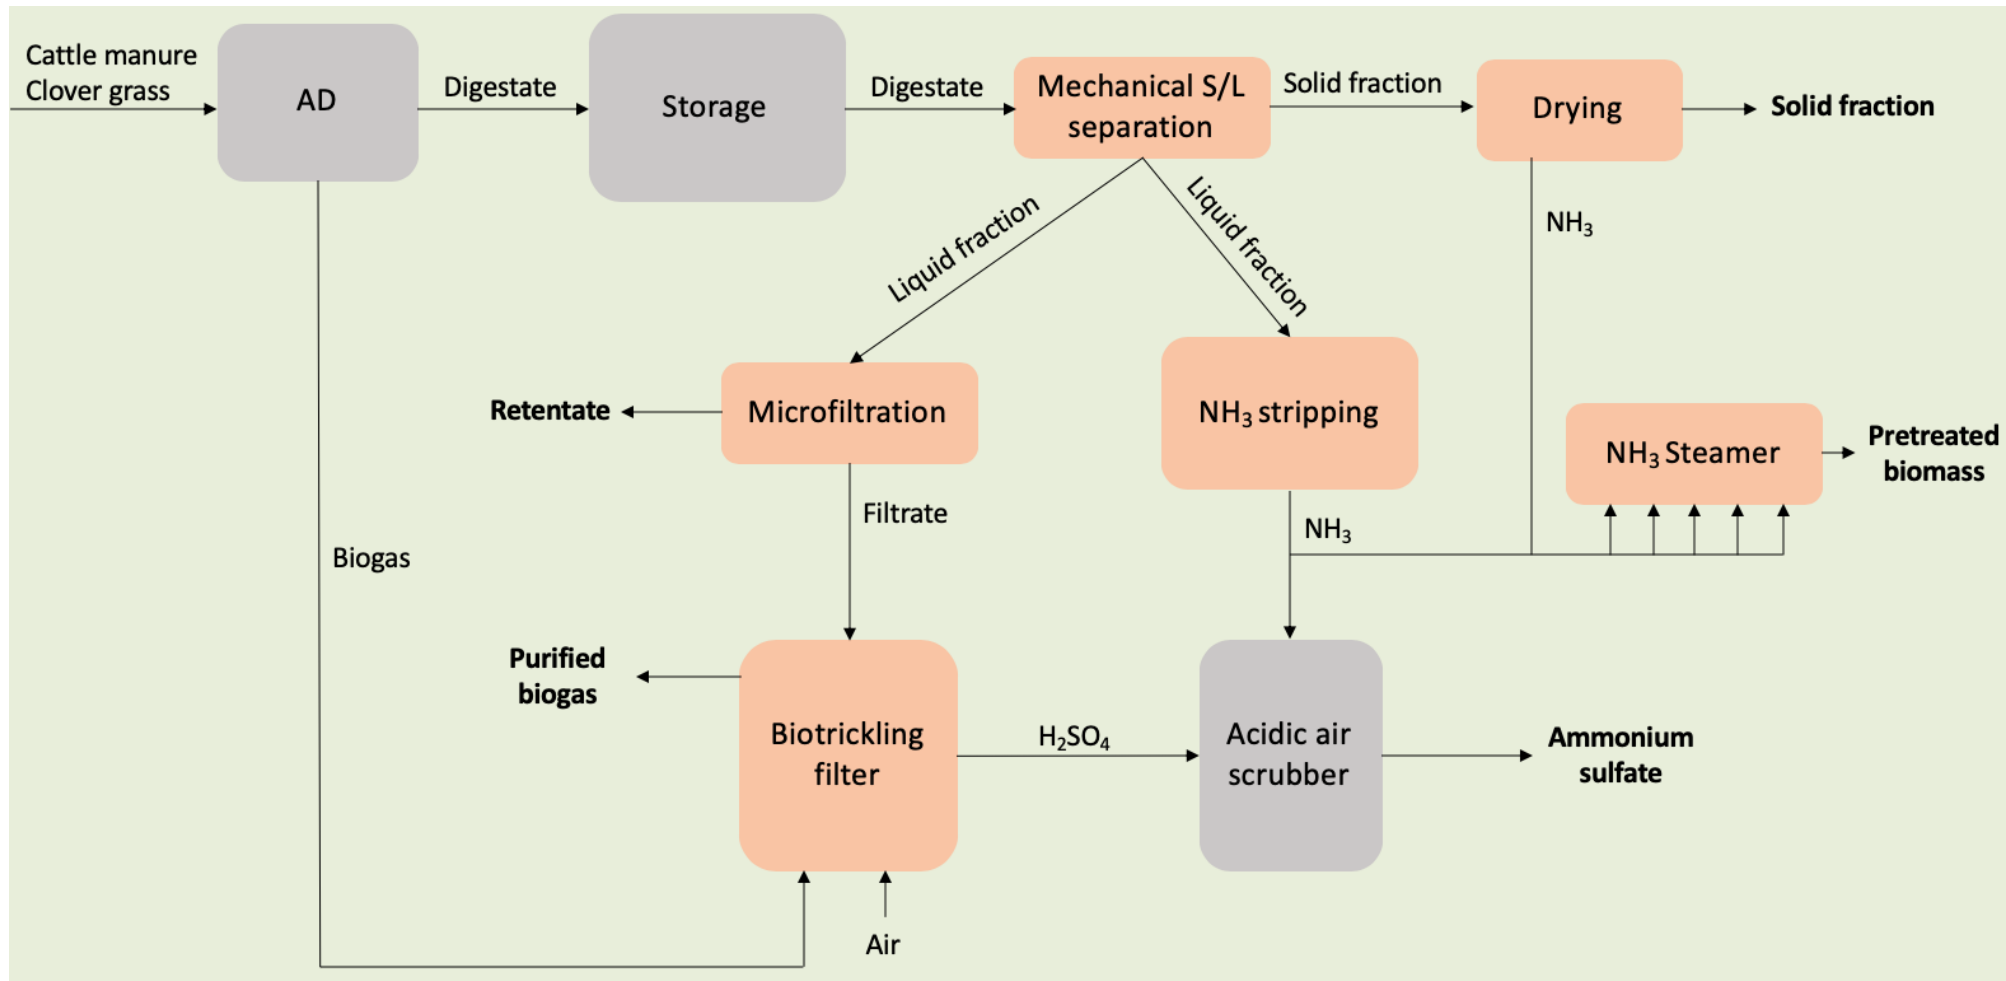 Cattle manure
Clover grass
AD
Digestate
Storage
Digestate
Mechanical S/L
separation
Solid fraction
Drying
Solid fraction
Liquid fraction
Liquid fraction
NH₃
Retentate
Microfiltration
NH₃ stripping
NH₃ Steamer
Pretreated
biomass
Filtrate
NH₃
Biogas
Purified
biogas
Biotrickling
filter
H₂SO₄
Acidic air
scrubber
Ammonium
sulfate
Air